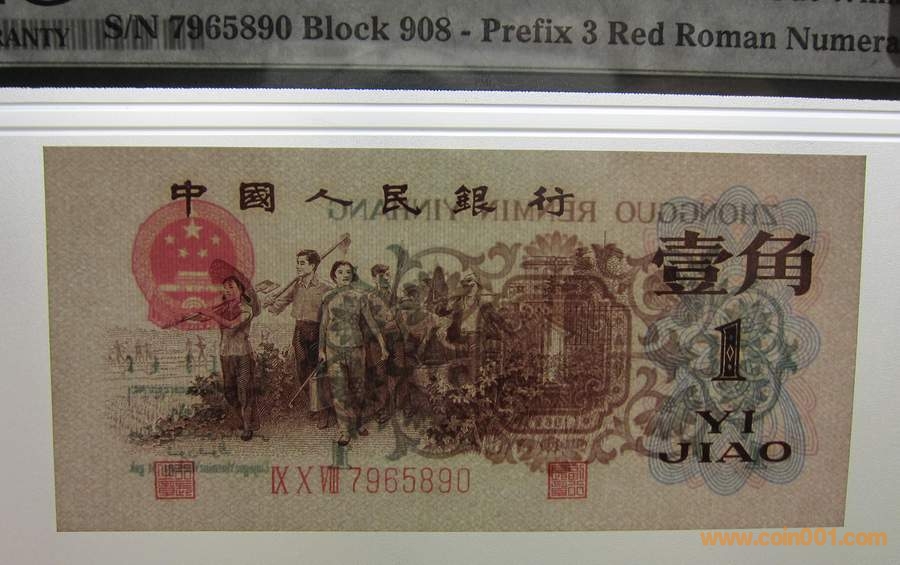 RANTY S/N 7965890 Block 908 - Prefix 3 Red Roman Numera
中國人民銀行
ZHONGGUO RENMIN YINHANG
壹角
1
YI
JIAO
IX X VIII 7965890
www.coin001.com